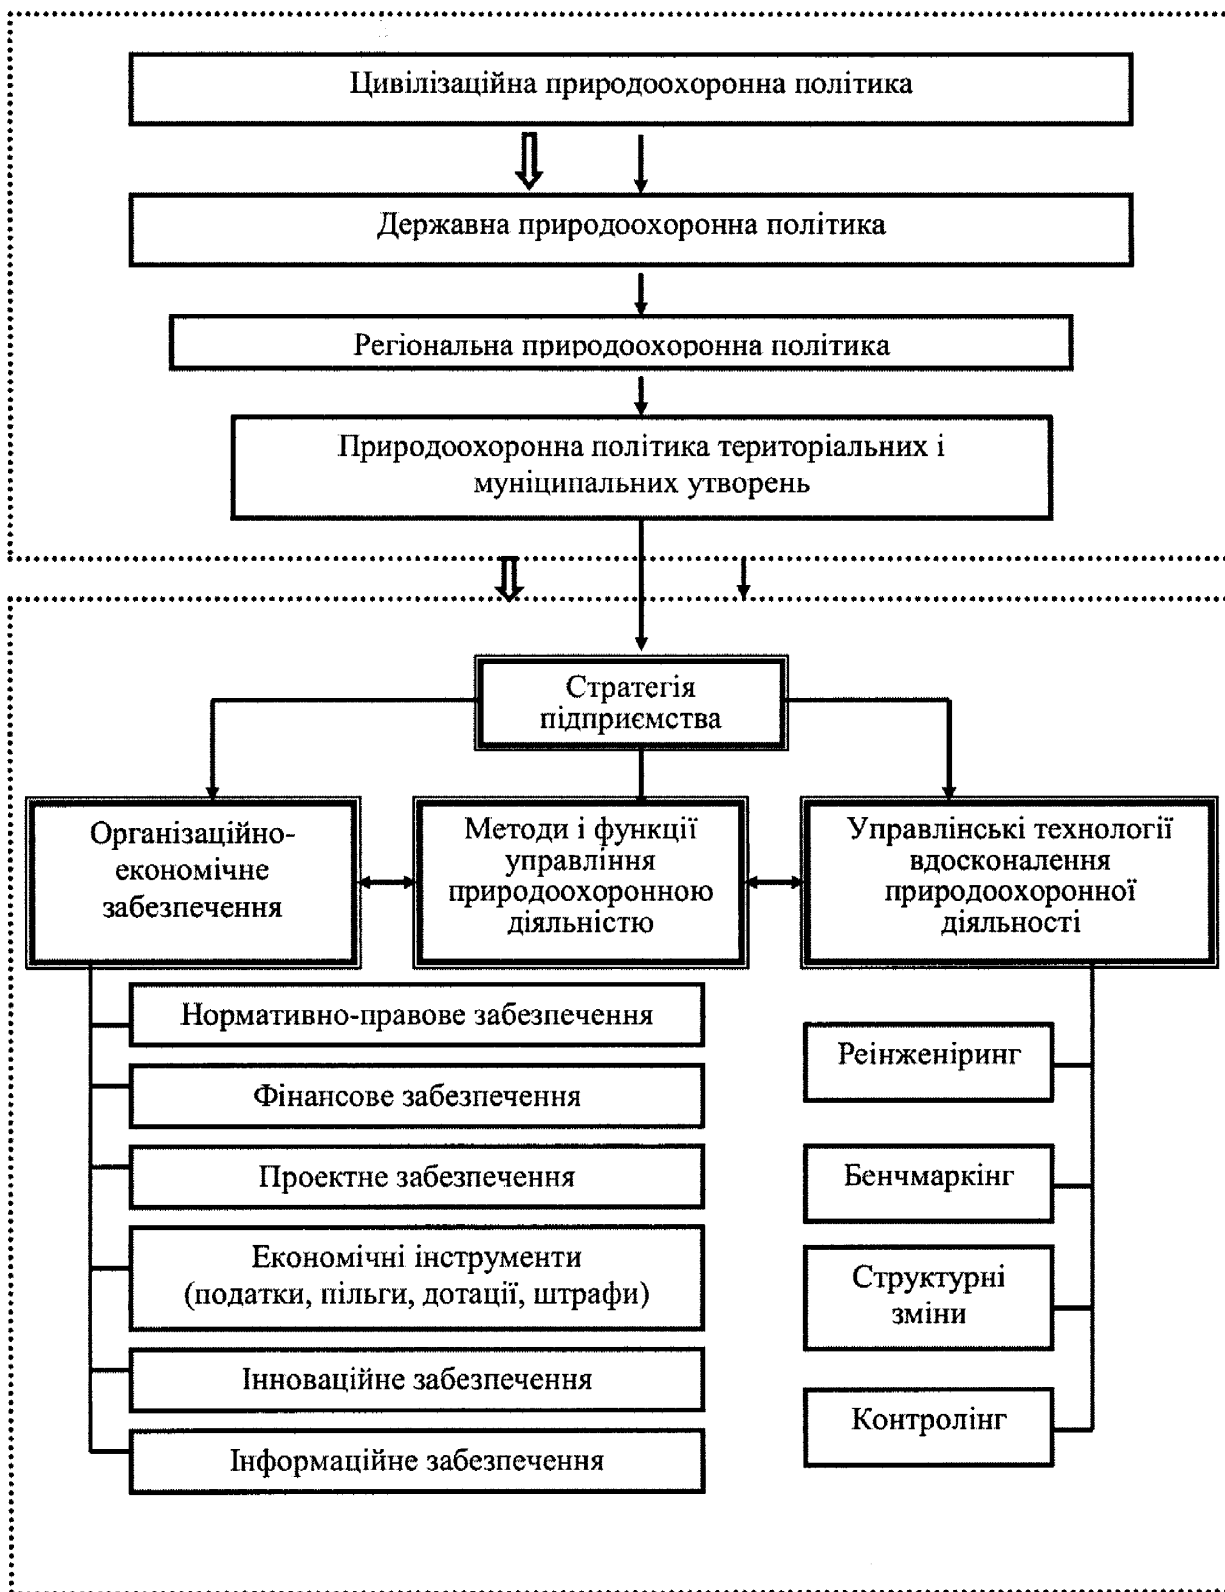 Цивілізаційна природоохоронна політика
Державна природоохоронна політика
Регіональна природоохоронна політика
Природоохоронна політика територіальних і
муніципальних утворень
Стратегія
підприємства
Організаційно-
економічне
забезпечення
Методи і функції
управління
природоохоронною
діяльністю
Управлінські технології
вдосконалення
природоохоронної
діяльності
Нормативно-правове забезпечення
Фінансове забезпечення
Проектне забезпечення
Економічні інструменти
(податки, пільги, дотації, штрафи)
Інноваційне забезпечення
Інформаційне забезпечення
Реінженіринг
Бенчмаркінг
Структурні
зміни
Контролінг